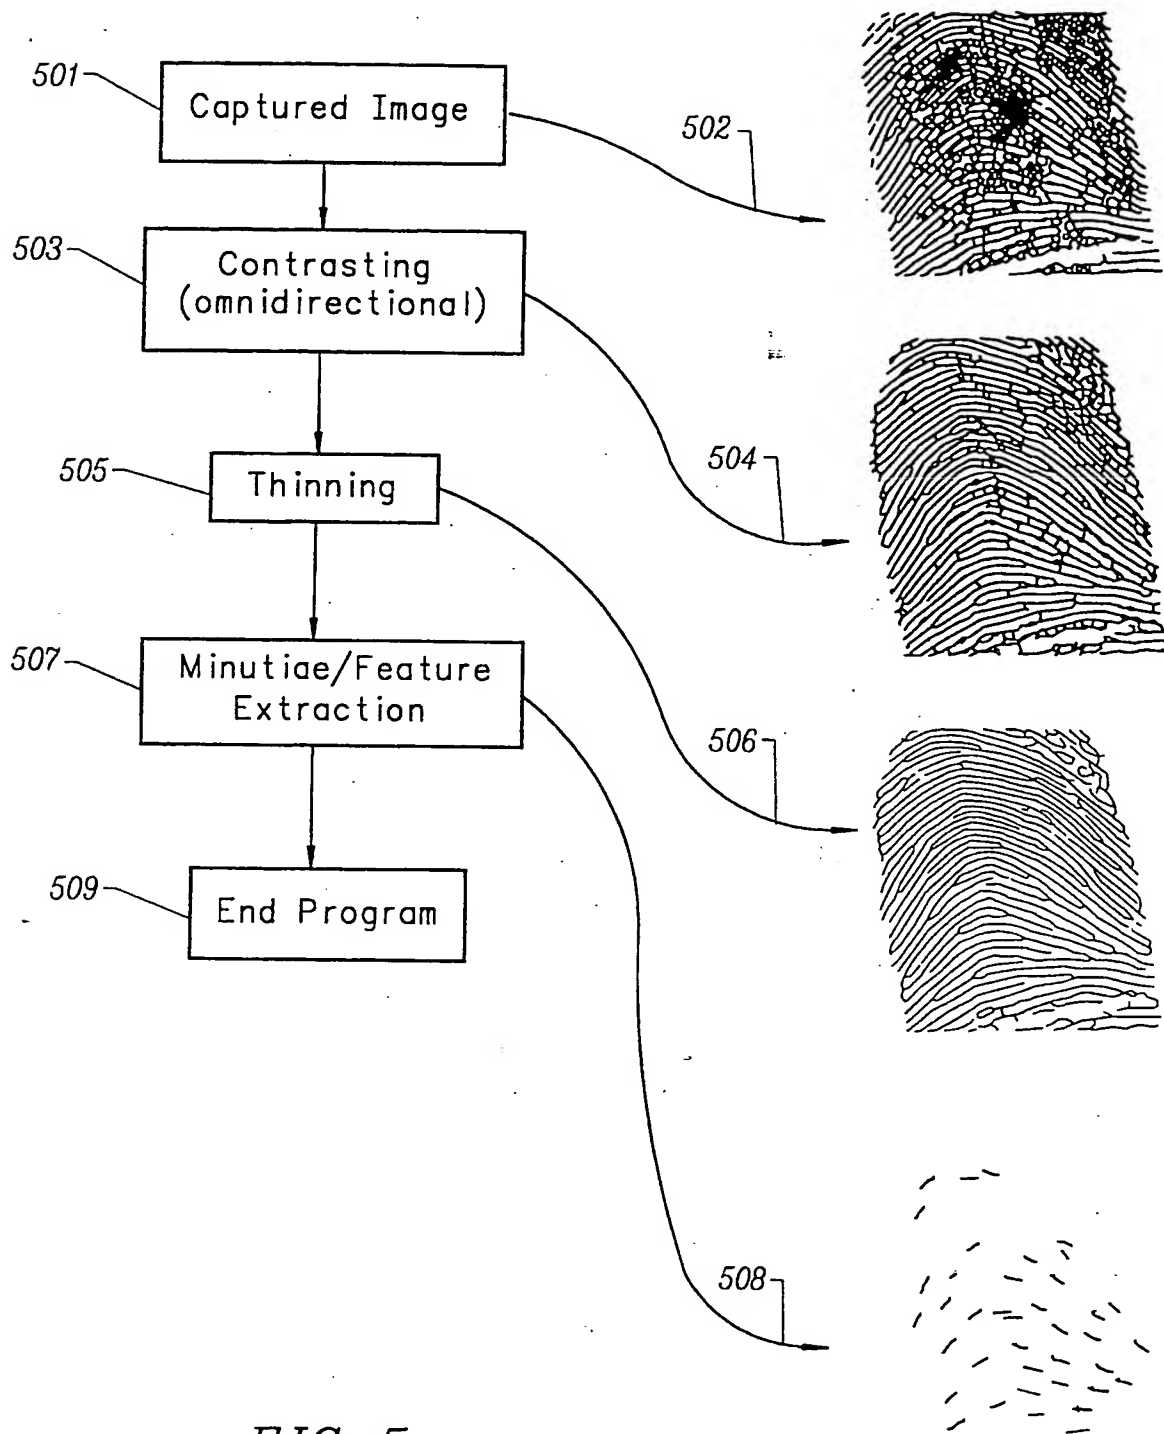 501
Captured Image
502
503
Contrasting
(omnidirectional)
504
505
Thinning
506
507
Minutiae/Feature
Extraction
508
509
End Program
FIG. 5